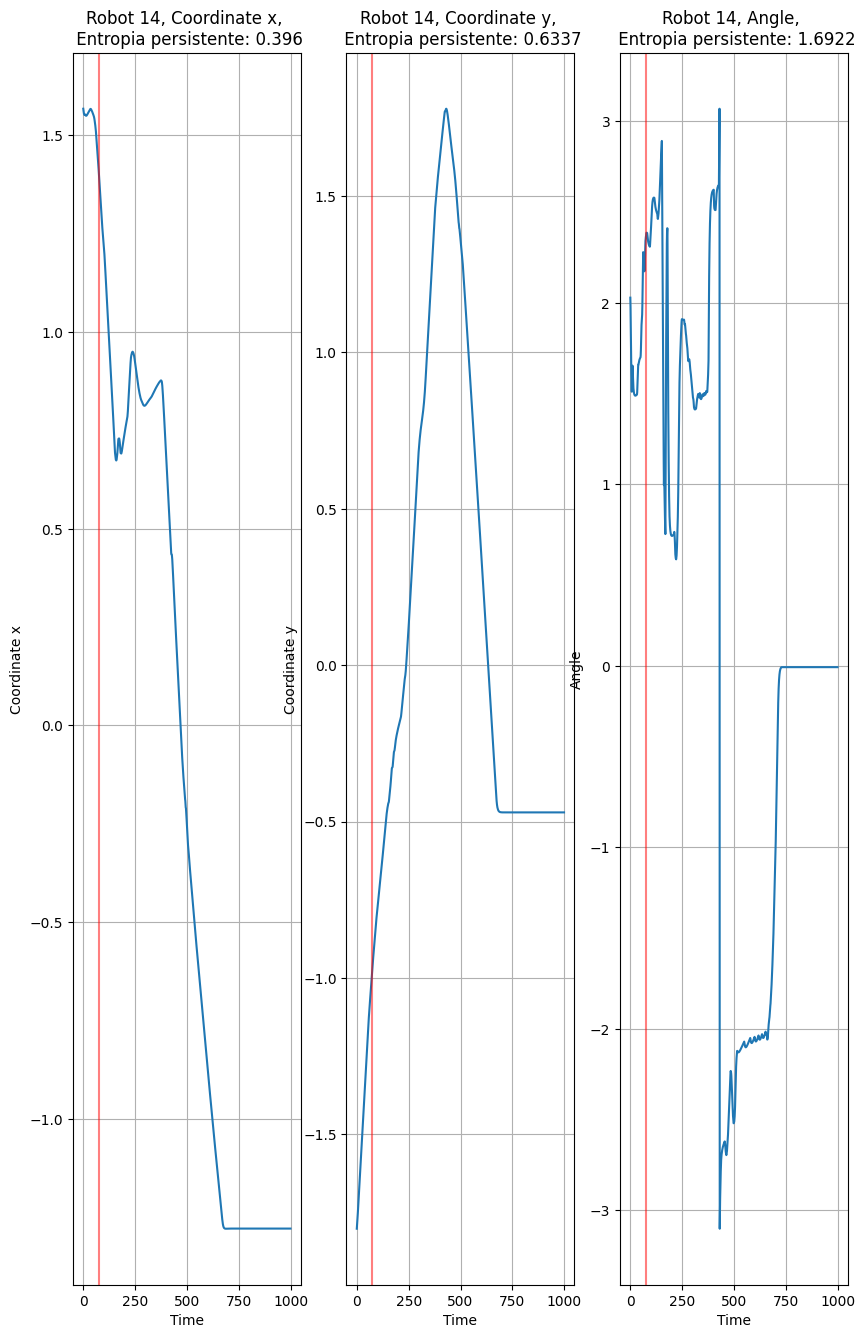 Robot 14, Coordinate x,
Entropia persistente: 0.396
1.5
1.0
0.5
0.0
−0.5
−1.0
Coordinate x
0 250 500 750 1000
Time
Robot 14, Coordinate y,
Entropia persistente: 0.6337
1.5
1.0
0.5
0.0
−0.5
−1.0
−1.5
Coordinate y
0 250 500 750 1000
Time
Robot 14, Angle,
Entropia persistente: 1.6922
3
2
1
0
−1
−2
−3
Angle
0 250 500 750 1000
Time